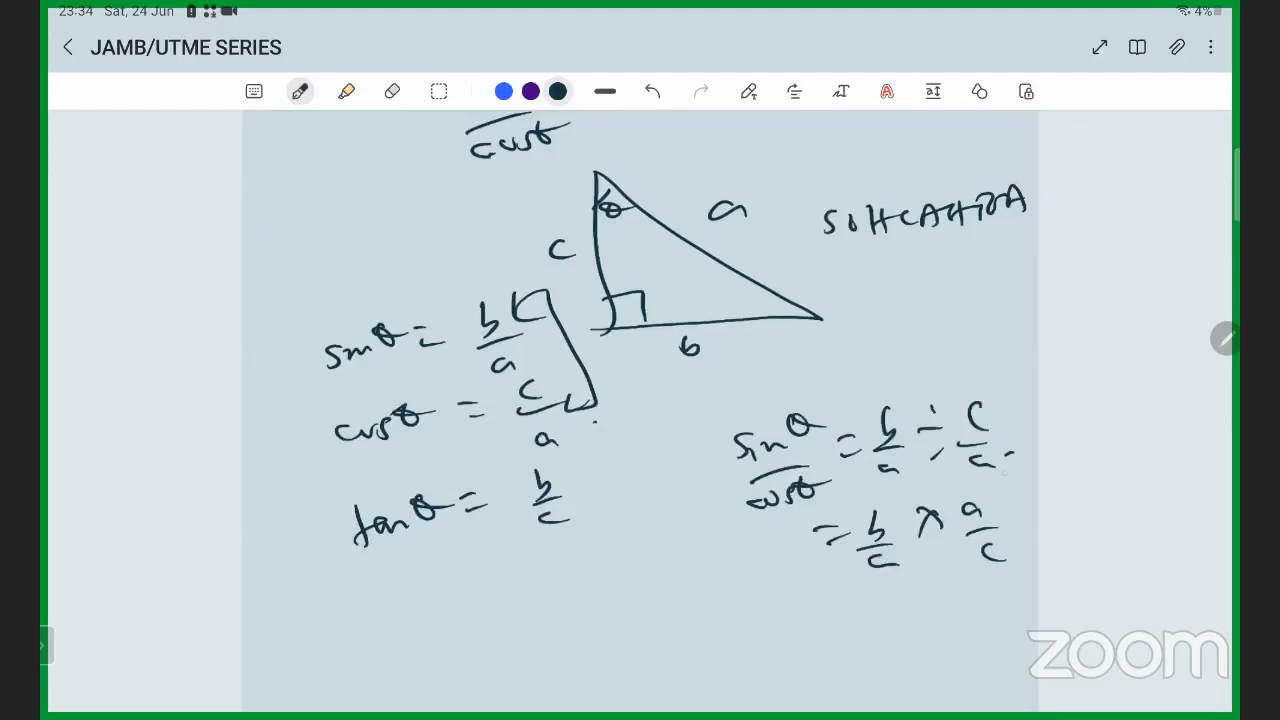 23:34 Sat, 24 Jun
4%
JAMB/UTME SERIES
cosθ
θ
a
SOHCAHTOA
c
b
sinθ = b/a
cosθ = c/a
tanθ = b/c
sinθ/cosθ = b/a ÷ c/a
= b/c × a/c
zoom